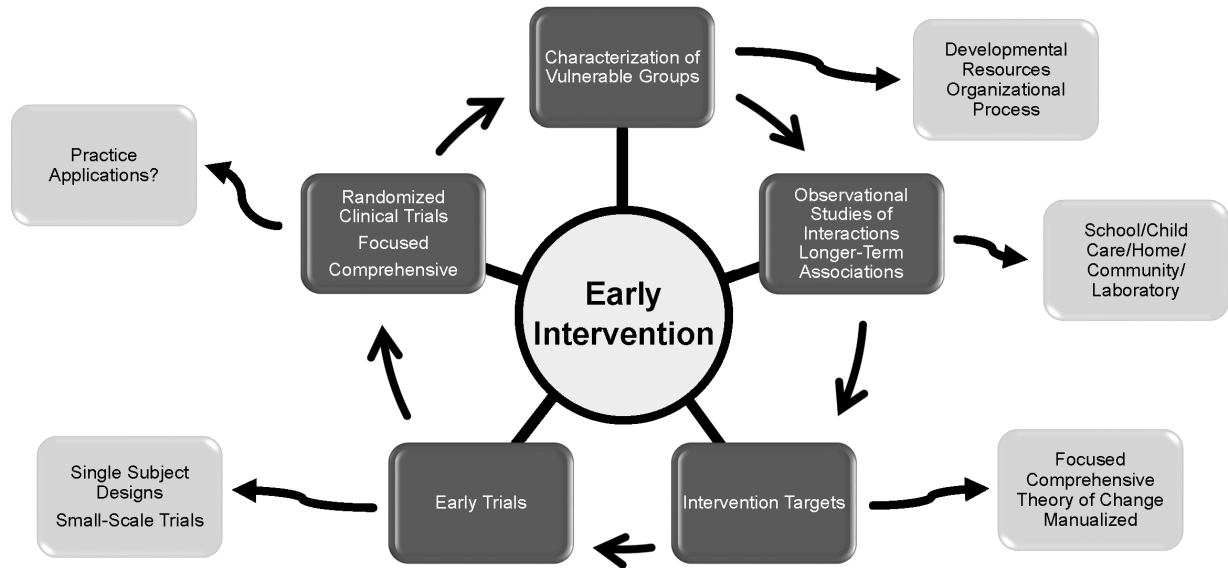 Characterization of
Vulnerable Groups
Developmental
Resources
Organizational
Process
Observational
Studies of
Interactions
Longer-Term
Associations
School/Child
Care/Home/
Community/
Laboratory
Intervention Targets
Focused
Comprehensive
Theory of Change
Manualized
Early Trials
Single Subject
Designs
Small-Scale Trials
Randomized
Clinical Trials
Focused
Comprehensive
Practice
Applications?
Early
Intervention